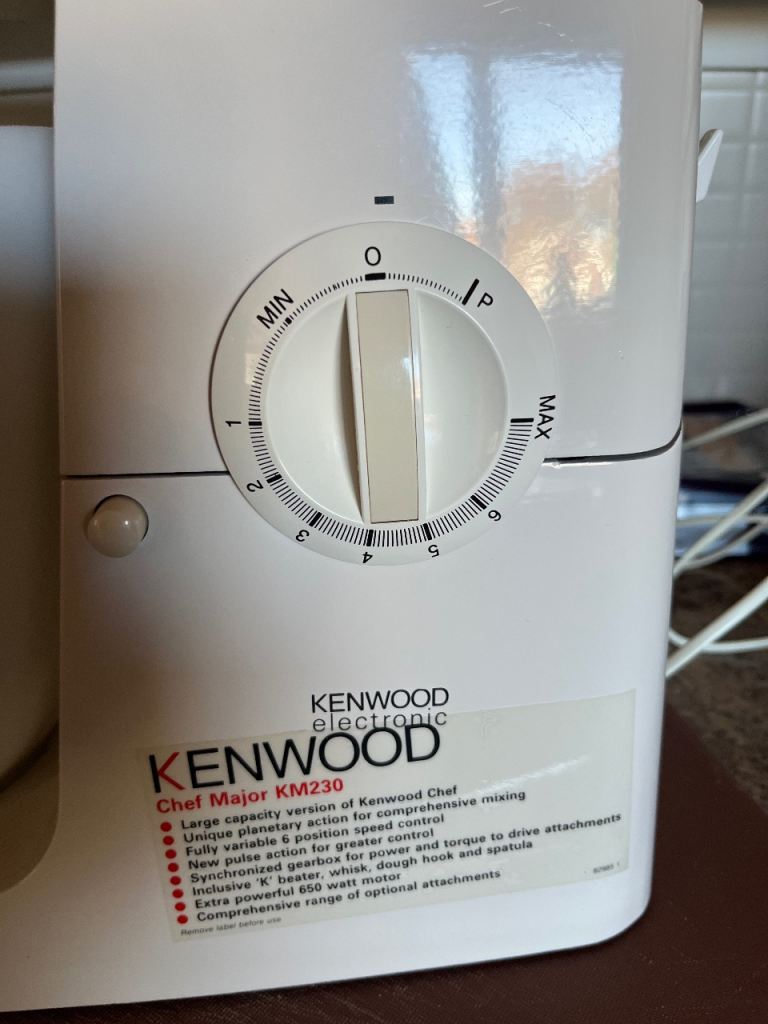 O
P
MIN
MAX
1
2
3
4
5
6
KENWOOD
electronic
KENWOOD
Chef Major KM230
Large capacity version of Kenwood Chef
Unique planetary action for comprehensive mixing
Fully variable 6 position speed control
New pulse action for greater control
Synchronized gearbox for power and torque to drive attachments
Inclusive 'K' beater, whisk, dough hook and spatula
Extra powerful 650 watt motor
Comprehensive range of optional attachments
Remove label before use